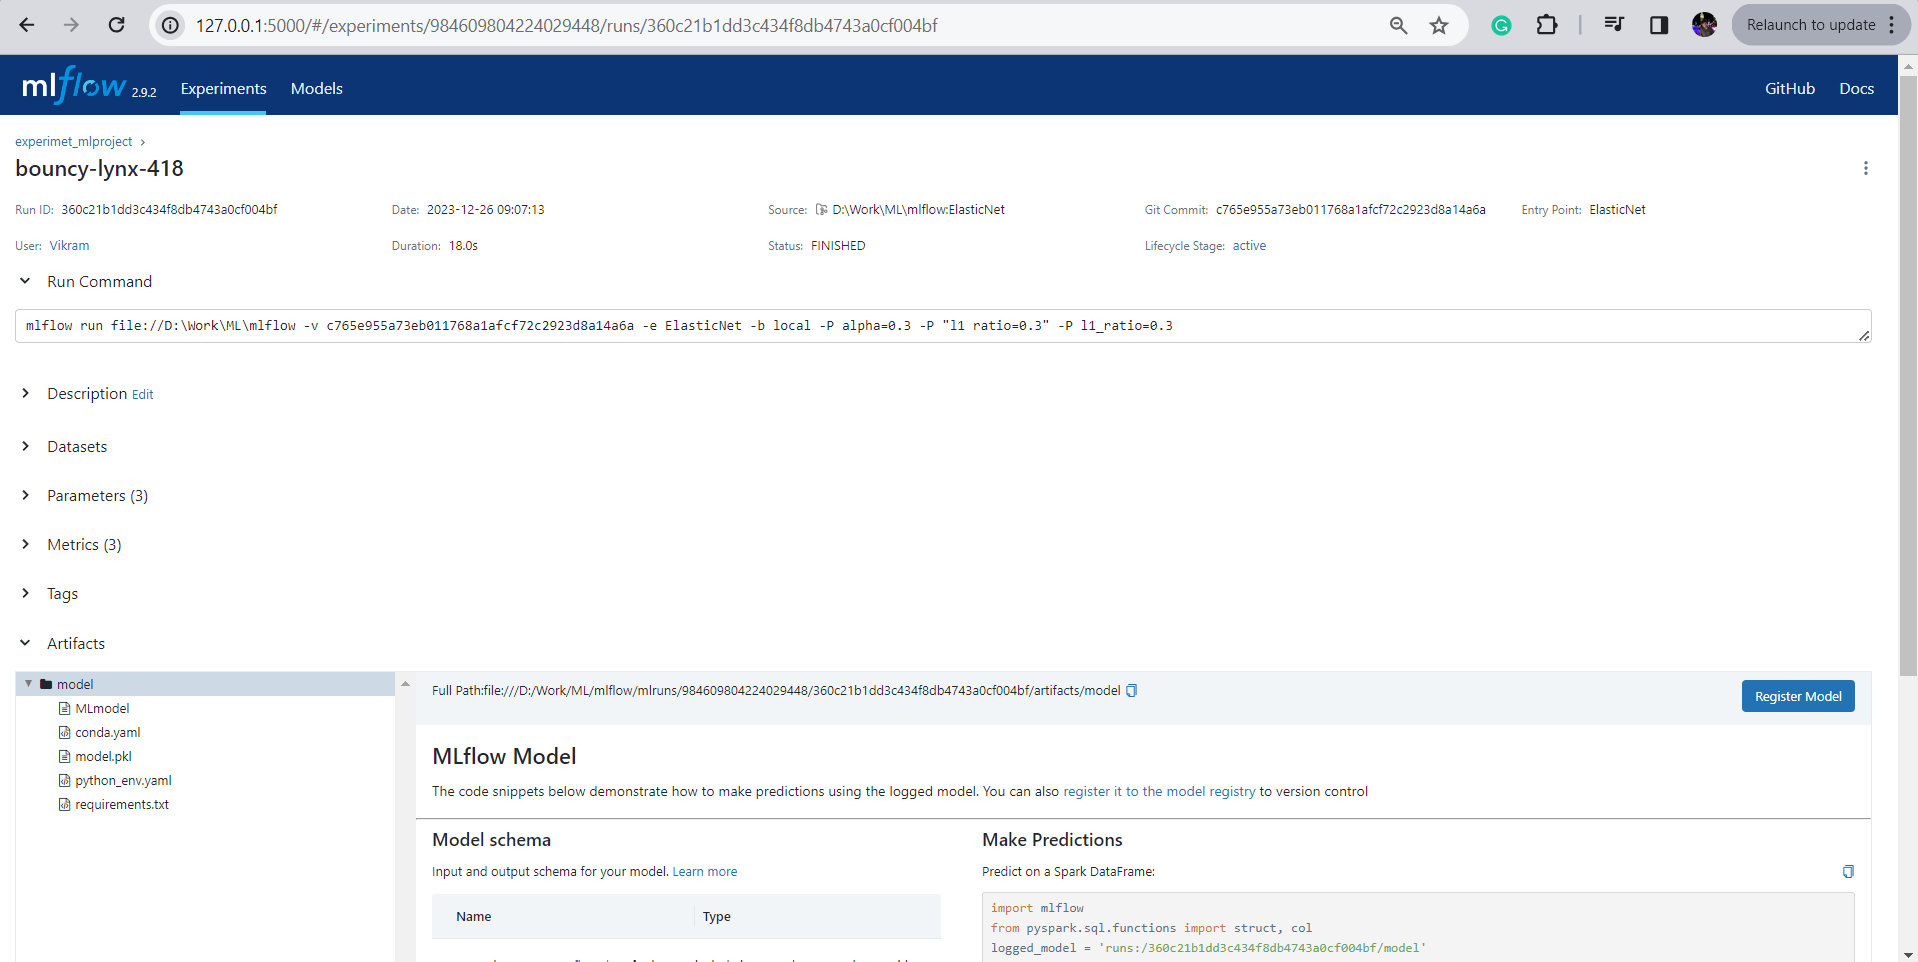 127.0.0.1:5000/#/experiments/984609804224029448/runs/360c21b1dd3c434f8db4743a0cf004bf
Relaunch to update
mlflow 2.9.2 Experiments Models GitHub Docs
experimet_mlproject
bouncy-lynx-418
Run ID: 360c21b1dd3c434f8db4743a0cf004bf Date: 2023-12-26 09:07:13 Source: D:\Work\ML\mlflow:ElasticNet Git Commit: c765e955a73eb011768a1afcf72c2923d8a14a6a Entry Point: ElasticNet
User: Vikram Duration: 18.0s Status: FINISHED Lifecycle Stage: active
Run Command
mlflow run file://D:\Work\ML\mlflow -v c765e955a73eb011768a1afcf72c2923d8a14a6a -e ElasticNet -b local -P alpha=0.3 -P "l1 ratio=0.3" -P l1_ratio=0.3
Description Edit
Datasets
Parameters (3)
Metrics (3)
Tags
Artifacts
model
MLmodel
conda.yaml
model.pkl
python_env.yaml
requirements.txt
Full Path:file:///D:/Work/ML/mlflow/mlruns/984609804224029448/360c21b1dd3c434f8db4743a0cf004bf/artifacts/model
Register Model
MLflow Model
The code snippets below demonstrate how to make predictions using the logged model. You can also register it to the model registry to version control
Model schema
Input and output schema for your model. Learn more
Name Type
Make Predictions
Predict on a Spark DataFrame:
import mlflow
from pyspark.sql.functions import struct, col
logged_model = 'runs:/360c21b1dd3c434f8db4743a0cf004bf/model'